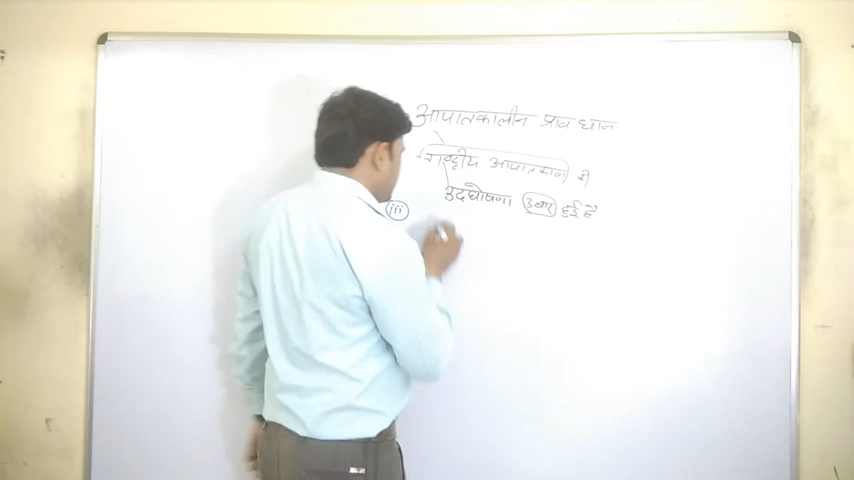 आपातकालीन प्रावधान
राष्ट्रीय आपातकाल की
(iii) उदघोषणा 3 बार हुई है